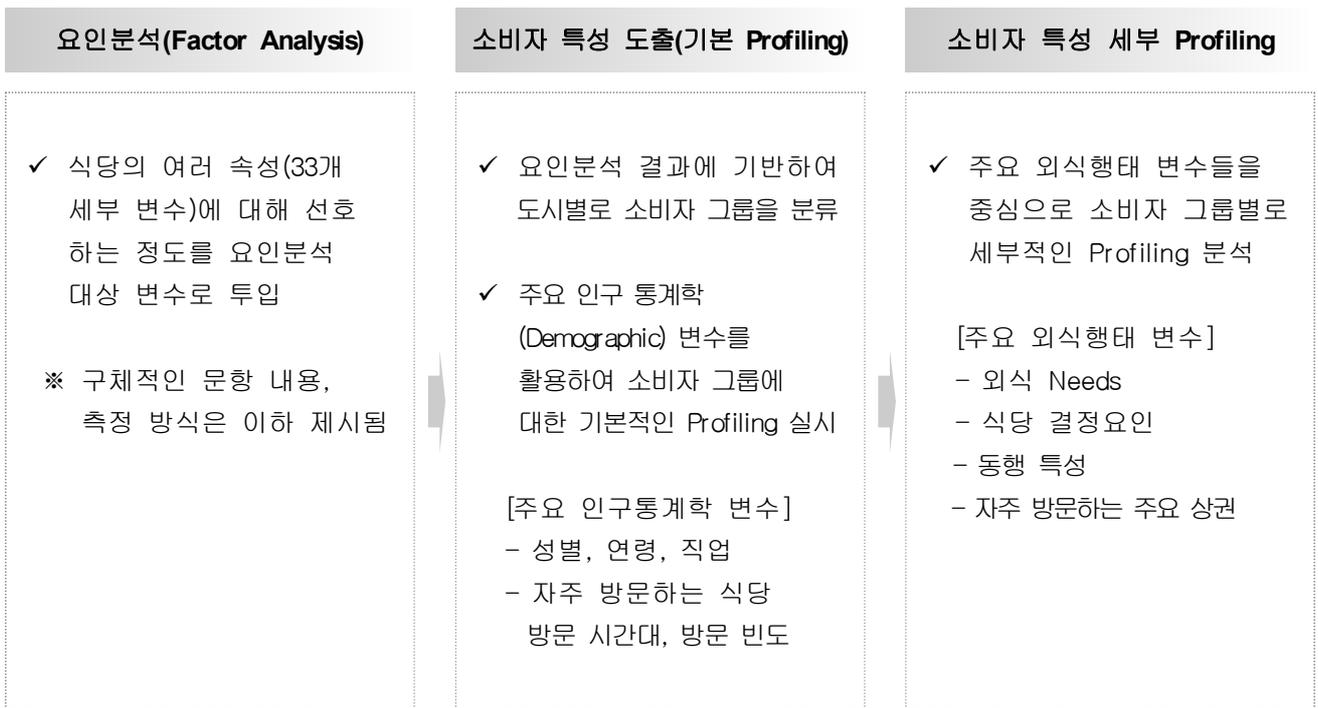 요인분석(Factor Analysis)
✓ 식당의 여러 속성(33개
세부 변수)에 대해 선호
하는 정도를 요인분석
대상 변수로 투입
※ 구체적인 문항 내용,
측정 방식은 이하 제시됨
소비자 특성 도출(기본 Profiling)
✓ 요인분석 결과에 기반하여
도시별로 소비자 그룹을 분류
✓ 주요 인구 통계학
(Demographic) 변수를
활용하여 소비자 그룹에
대한 기본적인 Profiling 실시
[주요 인구통계학 변수]
- 성별, 연령, 직업
- 자주 방문하는 식당
방문 시간대, 방문 빈도
소비자 특성 세부 Profiling
✓ 주요 외식행태 변수들을
중심으로 소비자 그룹별로
세부적인 Profiling 분석
[주요 외식행태 변수]
- 외식 Needs
- 식당 결정요인
- 동행 특성
- 자주 방문하는 주요 상권